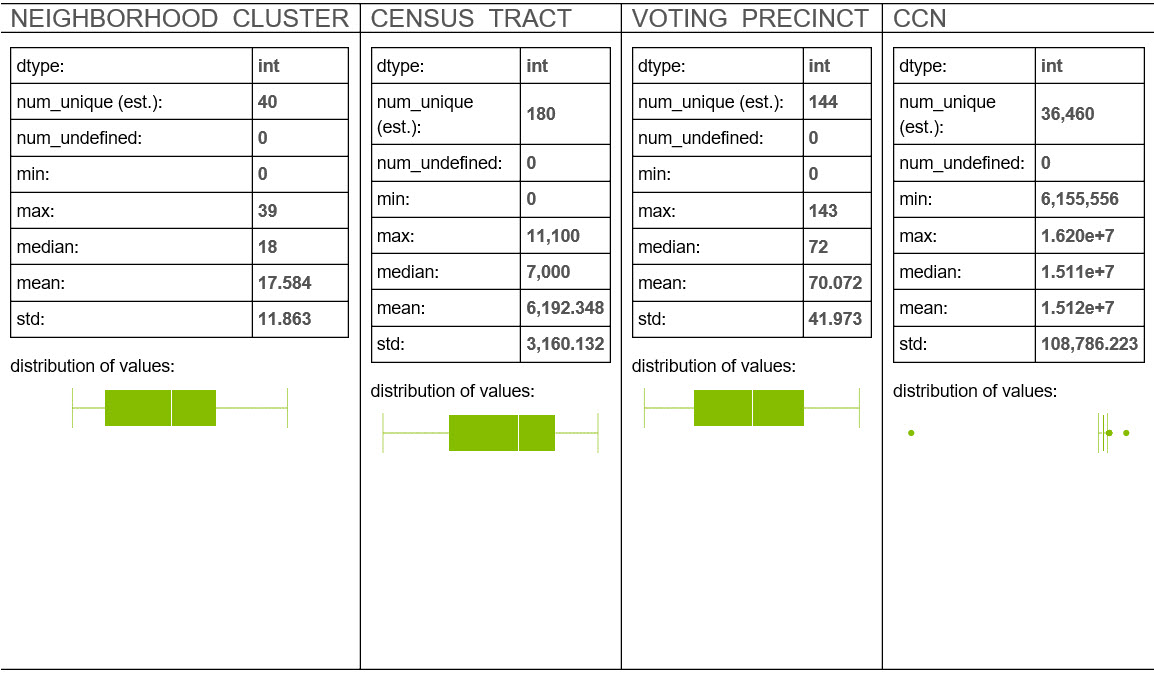 NEIGHBORHOOD CLUSTER
dtype: int
num_unique (est.): 40
num_undefined: 0
min: 0
max: 39
median: 18
mean: 17.584
std: 11.863
distribution of values:
CENSUS TRACT
dtype: int
num_unique
(est.): 180
num_undefined: 0
min: 0
max: 11,100
median: 7,000
mean: 6,192.348
std: 3,160.132
distribution of values:
VOTING PRECINCT
dtype: int
num_unique (est.): 144
num_undefined: 0
min: 0
max: 143
median: 72
mean: 70.072
std: 41.973
distribution of values:
CCN
dtype: int
num_unique
(est.): 36,460
num_undefined: 0
min: 6,155,556
max: 1.620e+7
median: 1.511e+7
mean: 1.512e+7
std: 108,786.223
distribution of values: